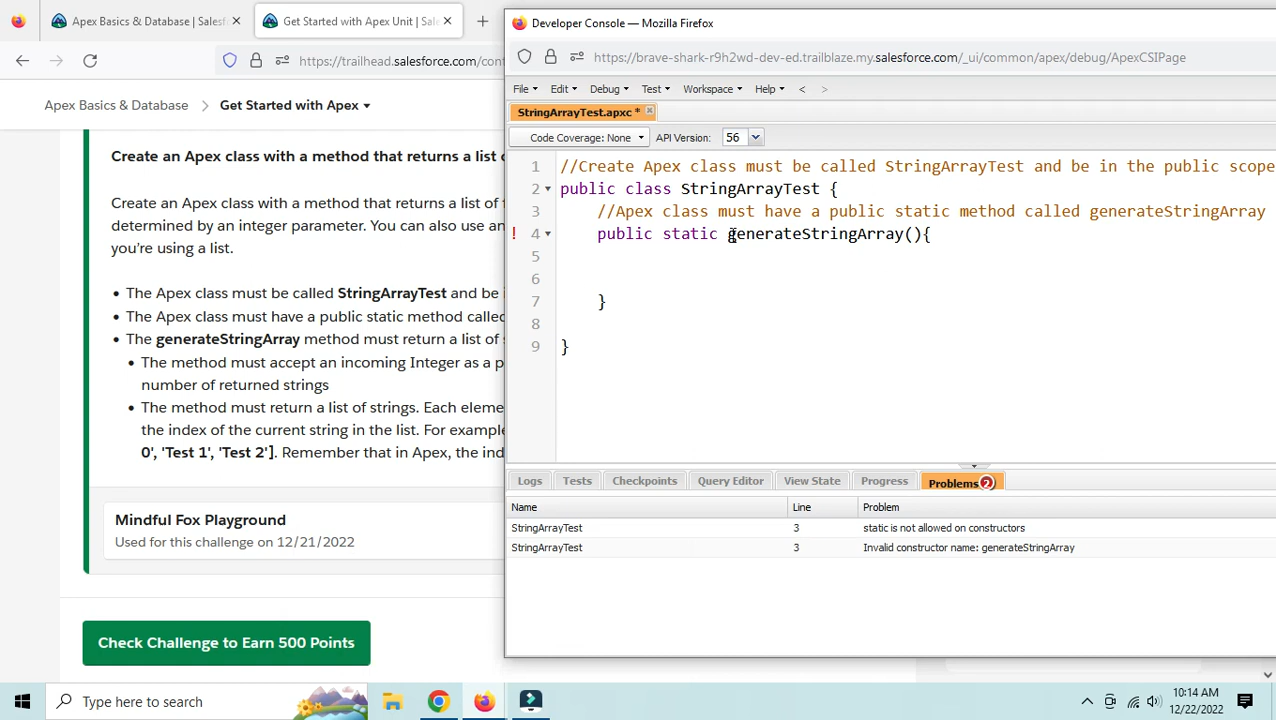 Apex Basics & Database | Salesf
Get Started with Apex Unit | Sal
Developer Console — Mozilla Firefox
https://trailhead.salesforce.com/con
https://brave-shark-r9h2wd-dev-ed.trailblaze.my.salesforce.com/_ui/common/apex/debug/ApexCSIPage
Apex Basics & Database > Get Started with Apex
File Edit Debug Test Workspace Help < >
StringArrayTest.apxc *
Code Coverage: None API Version: 56
Create an Apex class with a method that returns a list o
Create an Apex class with a method that returns a list of f
determined by an integer parameter. You can also use an
you're using a list.
The Apex class must be called StringArrayTest and be i
The Apex class must have a public static method called
The generateStringArray method must return a list of s
The method must accept an incoming Integer as a p
number of returned strings
The method must return a list of strings. Each eleme
the index of the current string in the list. For example
0', 'Test 1', 'Test 2']. Remember that in Apex, the ind
Mindful Fox Playground
Used for this challenge on 12/21/2022
Check Challenge to Earn 500 Points
1 //Create Apex class must be called StringArrayTest and be in the public scope
2 public class StringArrayTest {
3 //Apex class must have a public static method called generateStringArray
! 4 public static generateStringArray(){
5
6
7 }
8
9 }
Logs Tests Checkpoints Query Editor View State Progress Problems 2
Name Line Problem
StringArrayTest 3 static is not allowed on constructors
StringArrayTest 3 Invalid constructor name: generateStringArray
Type here to search
10:14 AM
12/22/2022